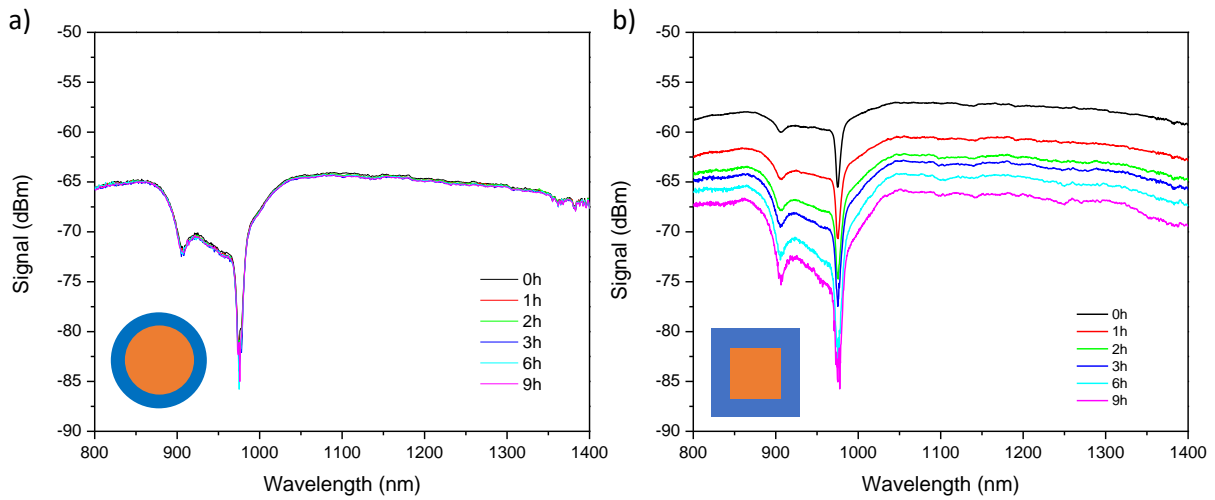 a)
-50
-55
-60
-65
-70
-75
-80
-85
-90
Signal (dBm)
800 900 1000 1100 1200 1300 1400
Wavelength (nm)
0h
1h
2h
3h
6h
9h
b)
-50
-55
-60
-65
-70
-75
-80
-85
-90
Signal (dBm)
800 900 1000 1100 1200 1300 1400
Wavelength (nm)
0h
1h
2h
3h
6h
9h